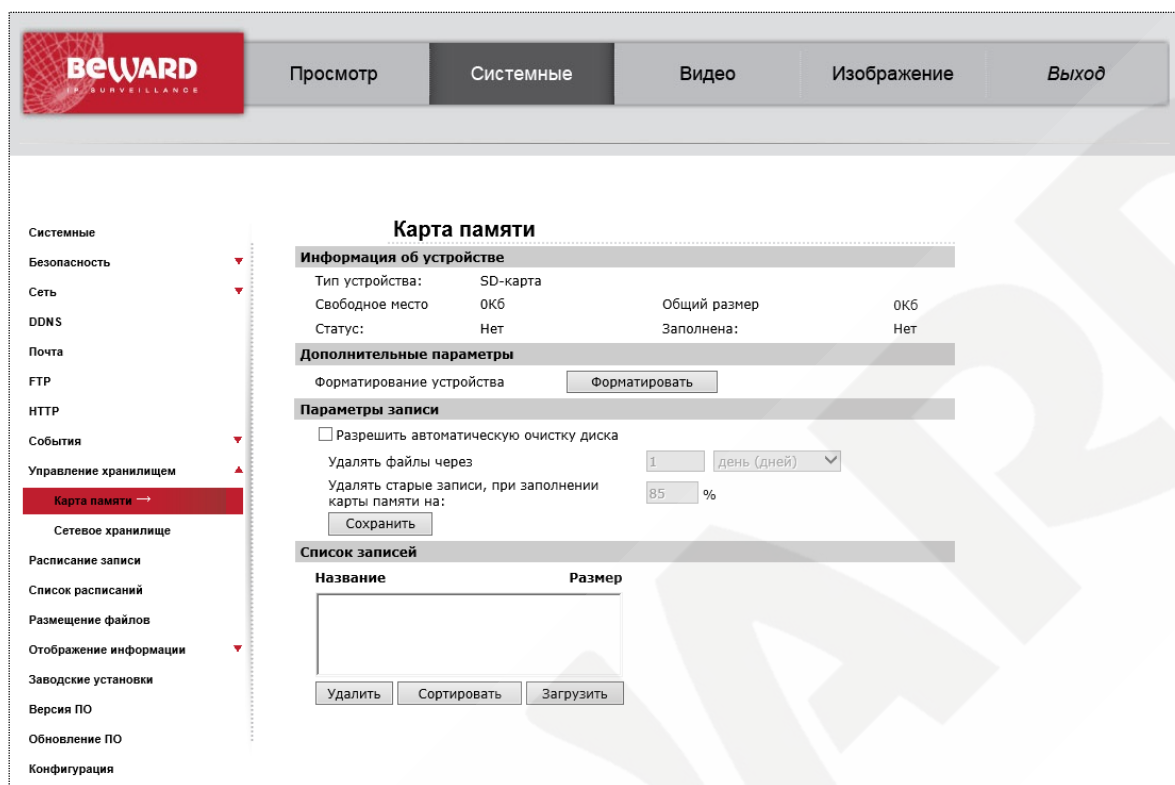 BEWARD
IP SURVEILLANCE
Просмотр
Системные
Видео
Изображение
Выход
Системные
Безопасность
Сеть
DDNS
Почта
FTP
HTTP
События
Управление хранилищем
Карта памяти →
Сетевое хранилище
Расписание записи
Список расписаний
Размещение файлов
Отображение информации
Заводские установки
Версия ПО
Обновление ПО
Конфигурация
Карта памяти
Информация об устройстве
Тип устройства: SD-карта
Свободное место 0Кб Общий размер 0Кб
Статус: Нет Заполнена: Нет
Дополнительные параметры
Форматирование устройства Форматировать
Параметры записи
Разрешить автоматическую очистку диска
Удалять файлы через 1 день (дней)
Удалять старые записи, при заполнении
карты памяти на: 85 %
Сохранить
Список записей
Название Размер
Удалить Сортировать Загрузить